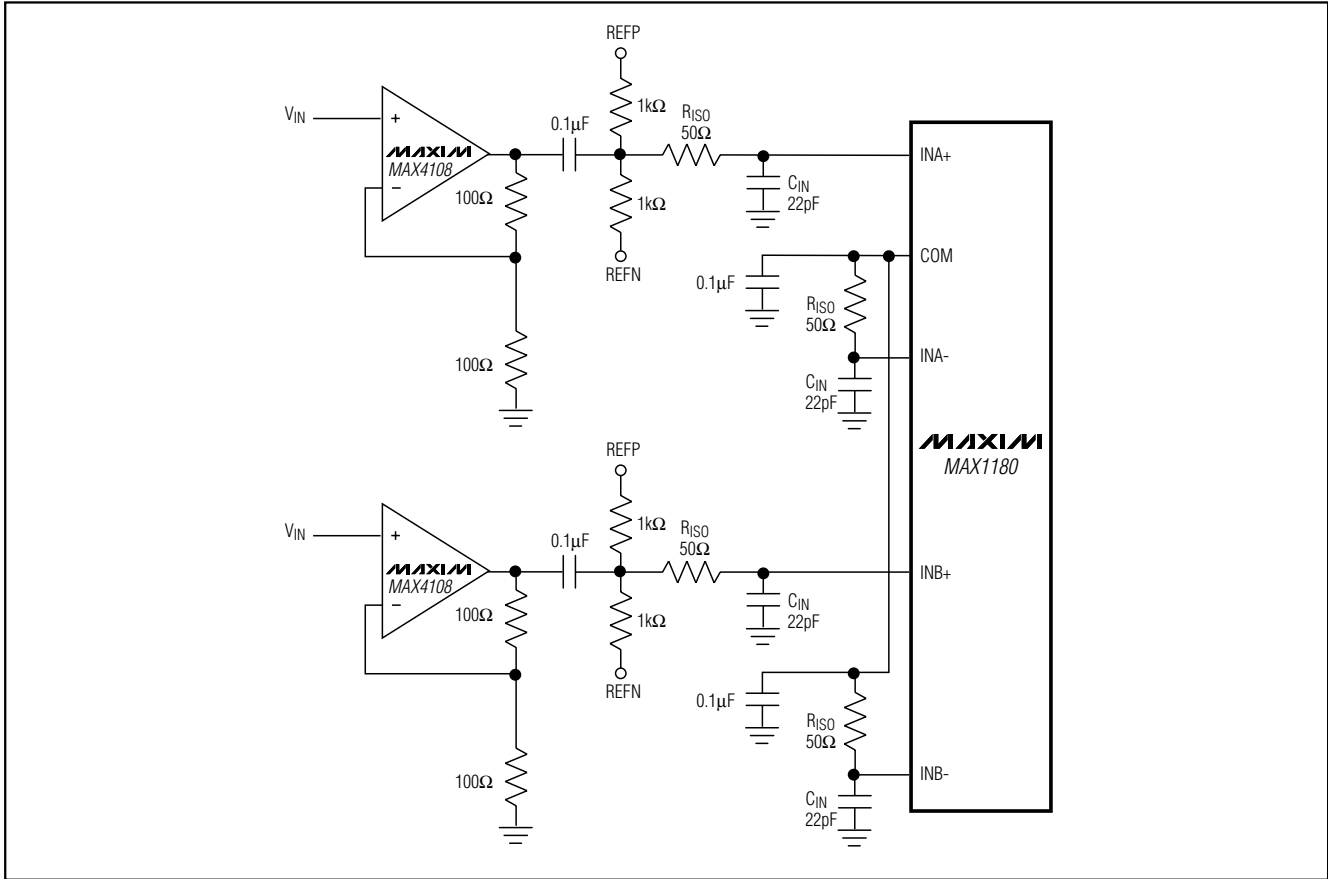 REFP
VIN
+
MAXIM
MAX4108
−
100Ω
100Ω
0.1µF
1kΩ
1kΩ
REFN
RISO
50Ω
CIN
22pF
INA+
COM
0.1µF
RISO
50Ω
INA-
CIN
22pF
MAXIM
MAX1180
REFP
VIN
+
MAXIM
MAX4108
−
100Ω
100Ω
0.1µF
1kΩ
1kΩ
REFN
RISO
50Ω
CIN
22pF
INB+
0.1µF
RISO
50Ω
INB-
CIN
22pF